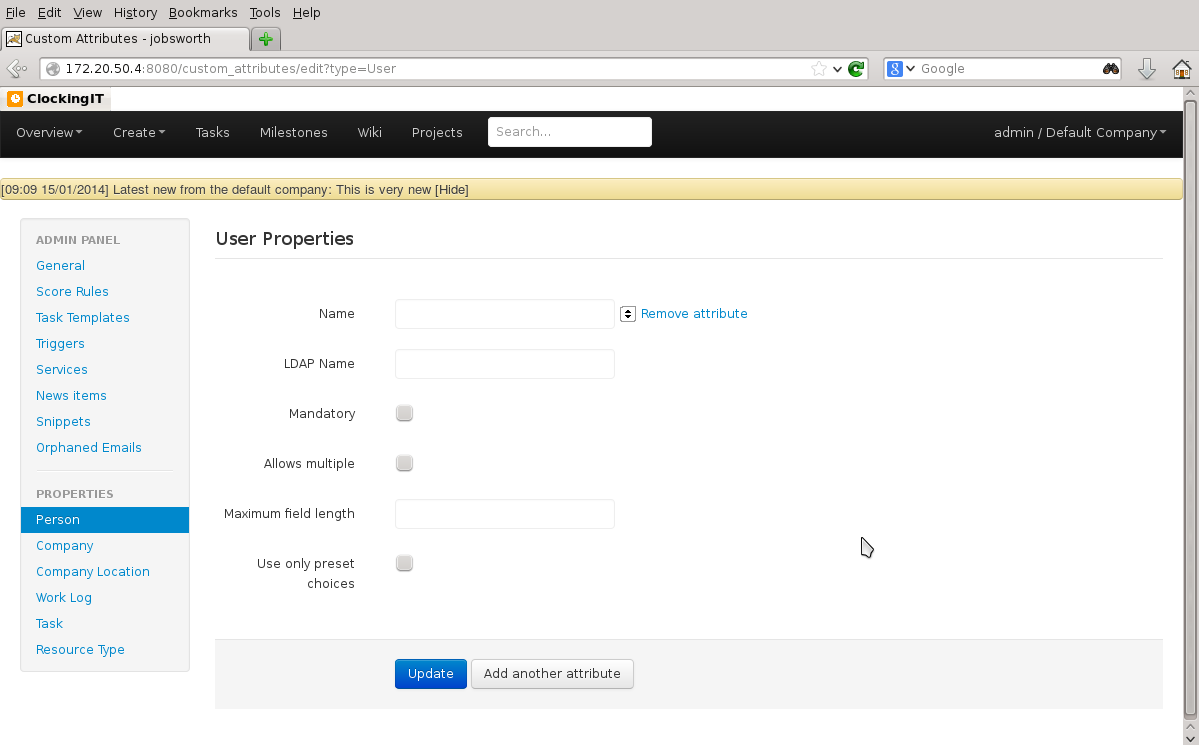 File Edit View History Bookmarks Tools Help
Custom Attributes - jobsworth
172.20.50.4:8080/custom_attributes/edit?type=User
8 Google
ClockingIT
Overview Create Tasks Milestones Wiki Projects Search... admin / Default Company
[09:09 15/01/2014] Latest new from the default company: This is very new [Hide]
ADMIN PANEL
General
Score Rules
Task Templates
Triggers
Services
News items
Snippets
Orphaned Emails
PROPERTIES
Person
Company
Company Location
Work Log
Task
Resource Type
User Properties
Name Remove attribute
LDAP Name
Mandatory
Allows multiple
Maximum field length
Use only preset
choices
Update Add another attribute